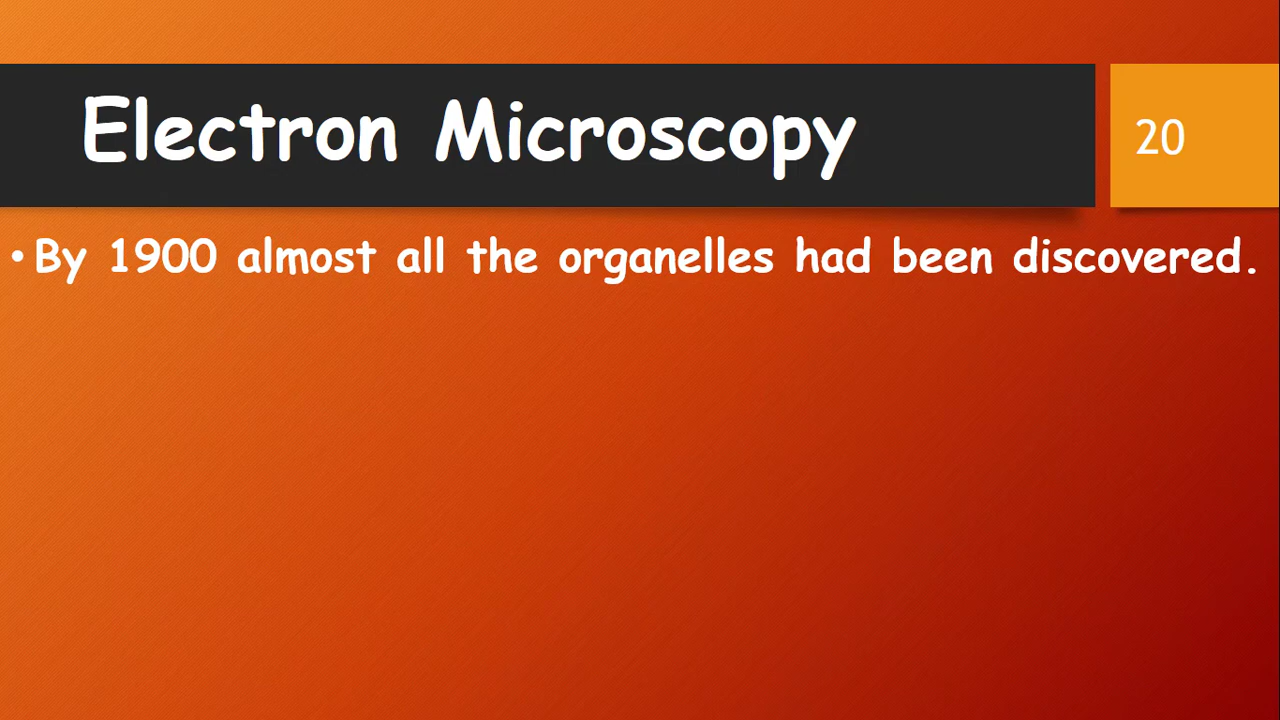 Electron Microscopy
20
• By 1900 almost all the organelles had been discovered.